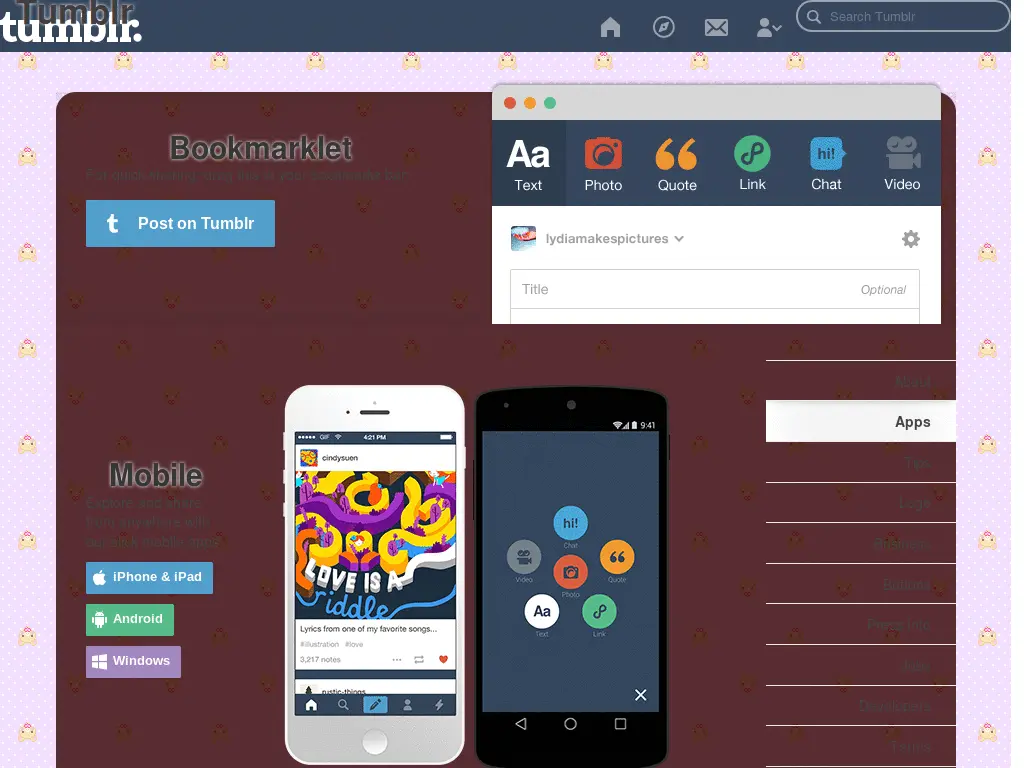 Tumblr
tumblr.
Search Tumblr
Bookmarklet
For quick sharing, drag this to your bookmarks bar:
t Post on Tumblr
Aa
Text
Photo
Quote
Link
hi!
Chat
Video
lydiamakespictures
Title
Optional
About
Apps
Tips
Logo
Business
Buttons
Press Info
Jobs
Developers
Terms
Mobile
Explore and share
from anywhere with
our slick mobile apps.
iPhone & iPad
Android
Windows
GIF 4:21 PM
cindysuen
LOVE IS A
riddle
Lyrics from one of my favorite songs...
#illustration #love
3,217 notes
rustic-things
9:41
hi!
Chat
Video
Quote
Photo
Aa
Text
Link